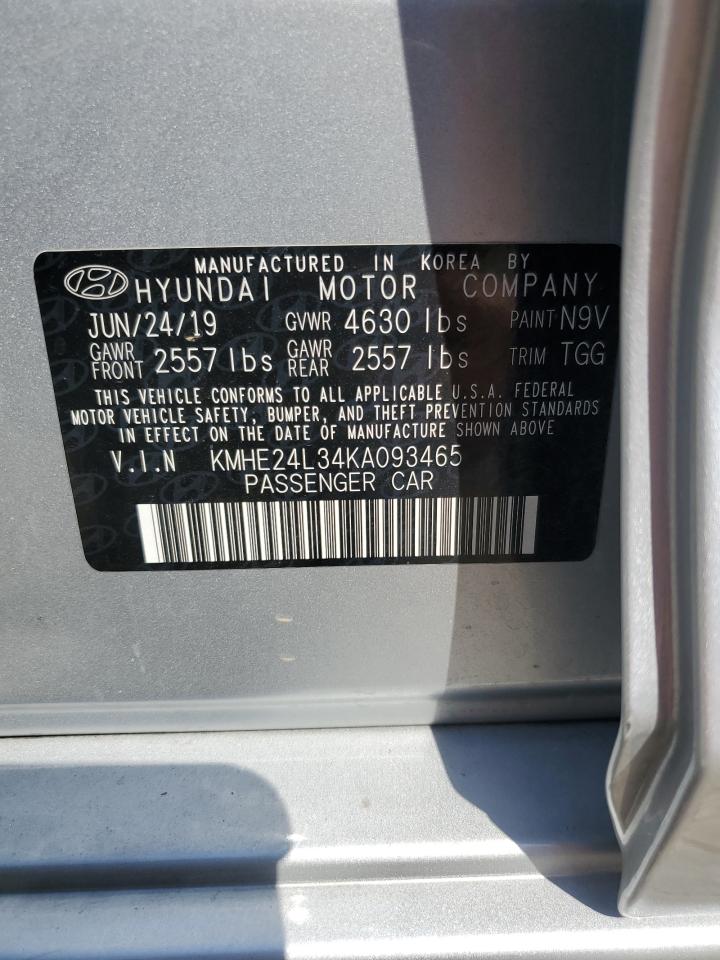 MANUFACTURED IN KOREA BY
HYUNDAI MOTOR COMPANY
JUN/24/19 GVWR 4630 lbs PAINT N9V
GAWR FRONT 2557 lbs GAWR REAR 2557 lbs TRIM TGG
THIS VEHICLE CONFORMS TO ALL APPLICABLE U.S.A. FEDERAL
MOTOR VEHICLE SAFETY, BUMPER, AND THEFT PREVENTION STANDARDS
IN EFFECT ON THE DATE OF MANUFACTURE SHOWN ABOVE
V.I.N KMHE24L34KA093465
PASSENGER CAR